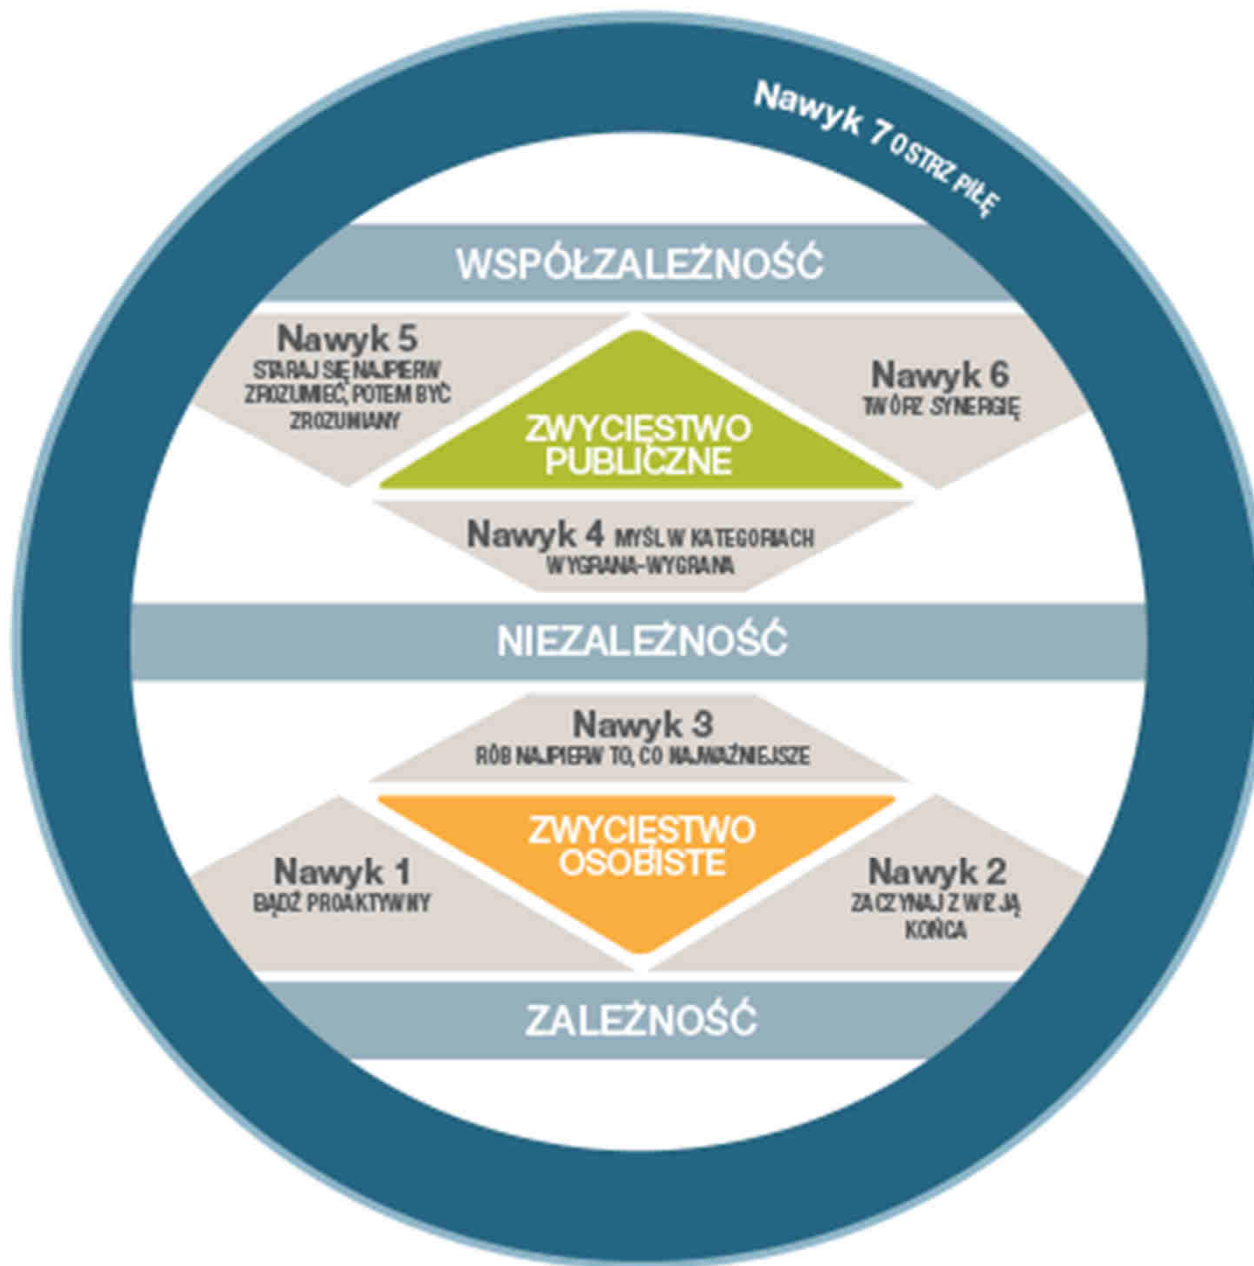 Nawyk 7 OSTRZ PIŁĘ
WSPÓŁZALEŻNOŚĆ
Nawyk 5
STARAJ SIĘ NAJPIERW
ZROZUMIEĆ, POTEM BYĆ
ZROZUMIANY
Nawyk 6
TWÓRZ SYNERGIĘ
ZWYCIĘSTWO
PUBLICZNE
Nawyk 4 MYŚL W KATEGORIACH
WYGRANA-WYGRANA
NIEZALEŻNOŚĆ
Nawyk 3
RÓB NAJPIERW TO, CO NAJWAŻNIEJSZE
ZWYCIĘSTWO
OSOBISTE
Nawyk 1
BĄDŹ PROAKTYWNY
Nawyk 2
ZACZYNAJ Z WIZJĄ
KOŃCA
ZALEŻNOŚĆ